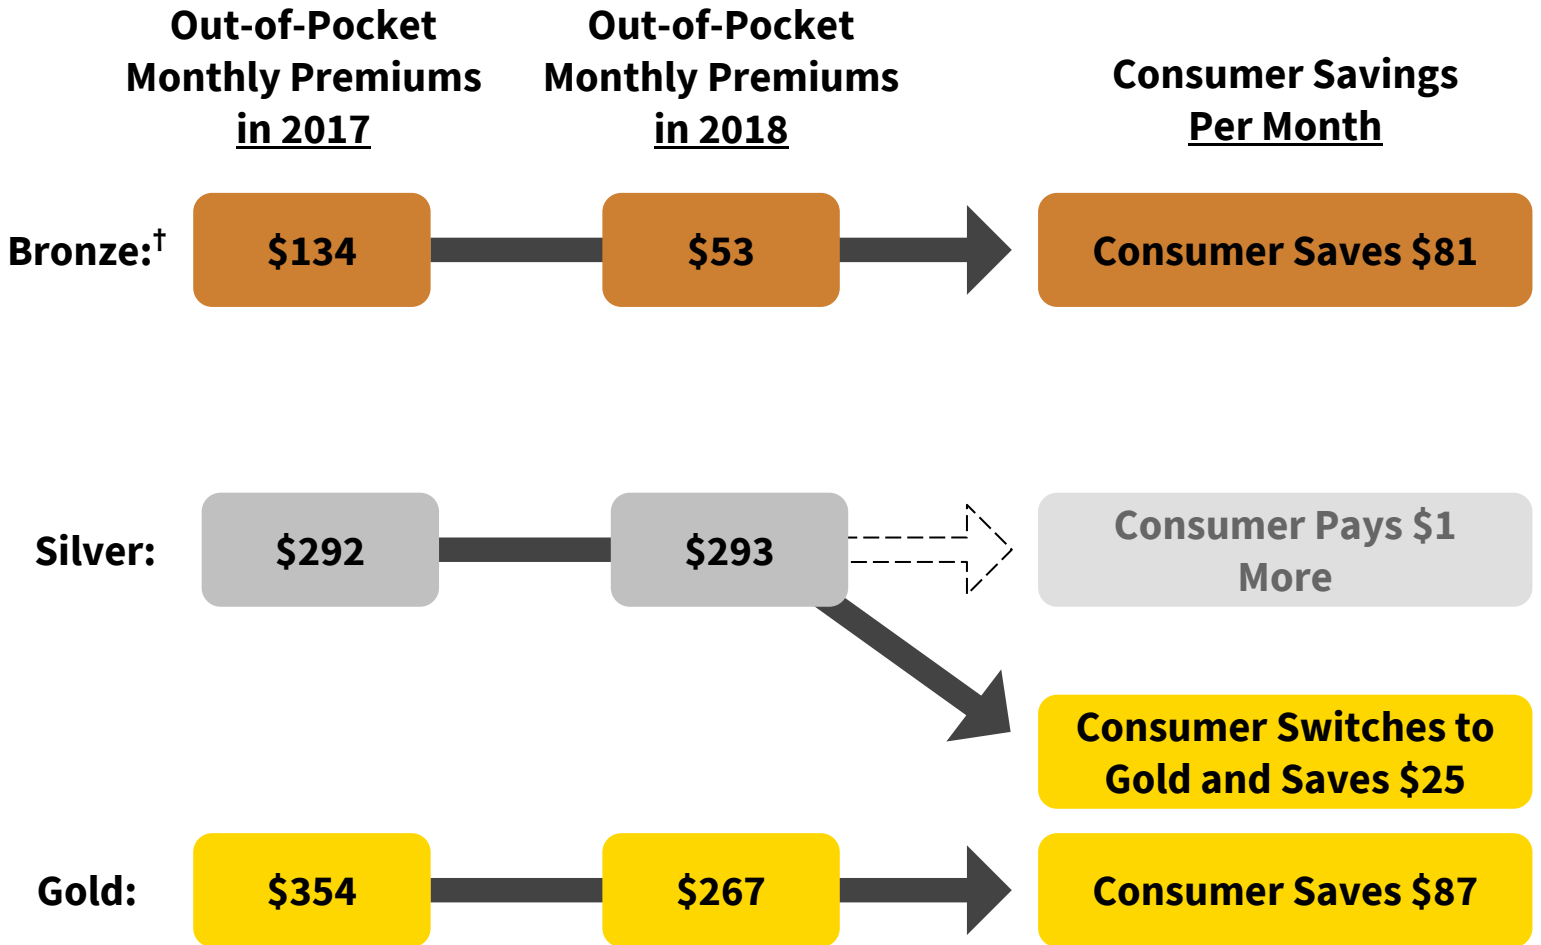 Out-of-Pocket
Monthly Premiums
in 2017
Out-of-Pocket
Monthly Premiums
in 2018
Consumer Savings
Per Month
Bronze:†
$134
$53
Consumer Saves $81
Silver:
$292
$293
Consumer Pays $1
More
Consumer Switches to
Gold and Saves $25
Gold:
$354
$267
Consumer Saves $87